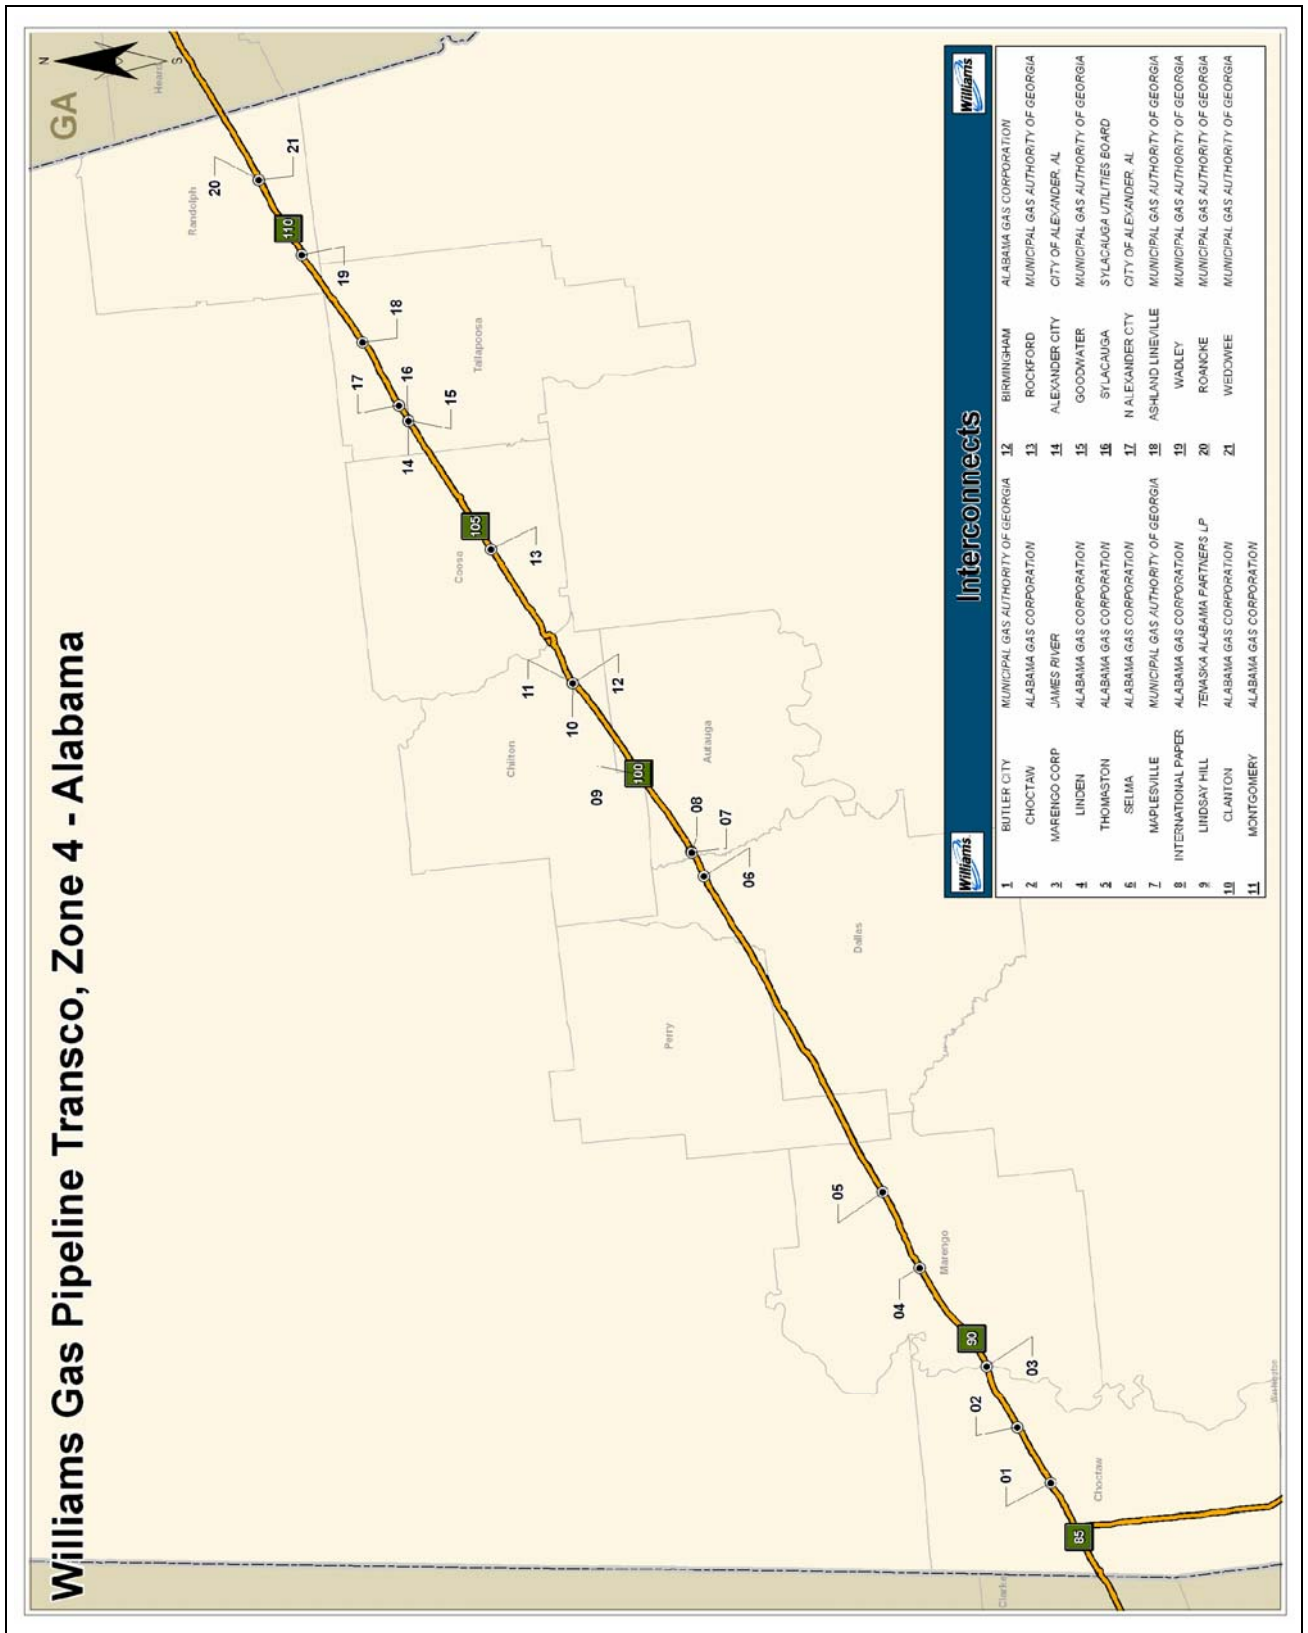 Williams Gas Pipeline Transco, Zone 4 - Alabama
GA
N
S
Heard
Randolph
20
21
110
19
18
Tallapoosa
17
16
15
14
105
Coosa
13
11
12
10
Chilton
Autauga
09
100
08
07
06
Dallas
Perry
05
Marengo
04
90
03
02
01
Choctaw
85
Clarke
Washington
Williams
Interconnects
Williams
1 BUTLER CITY MUNICIPAL GAS AUTHORITY OF GEORGIA 12 BIRMINGHAM ALABAMA GAS CORPORATION
2 CHOCTAW ALABAMA GAS CORPORATION 13 ROCKFORD MUNICIPAL GAS AUTHORITY OF GEORGIA
3 MARENGO CORP JAMES RIVER 14 ALEXANDER CITY CITY OF ALEXANDER, AL
4 LINDEN ALABAMA GAS CORPORATION 15 GOODWATER MUNICIPAL GAS AUTHORITY OF GEORGIA
5 THOMASTON ALABAMA GAS CORPORATION 16 SYLACAUGA SYLACAUGA UTILITIES BOARD
6 SELMA ALABAMA GAS CORPORATION 17 N ALEXANDER CTY CITY OF ALEXANDER, AL
7 MAPLESVILLE MUNICIPAL GAS AUTHORITY OF GEORGIA 18 ASHLAND LINEVILLE MUNICIPAL GAS AUTHORITY OF GEORGIA
8 INTERNATIONAL PAPER ALABAMA GAS CORPORATION 19 WADLEY MUNICIPAL GAS AUTHORITY OF GEORGIA
9 LINDSAY HILL TENASKA ALABAMA PARTNERS LP 20 ROANOKE MUNICIPAL GAS AUTHORITY OF GEORGIA
10 CLANTON ALABAMA GAS CORPORATION 21 WEDOWEE MUNICIPAL GAS AUTHORITY OF GEORGIA
11 MONTGOMERY ALABAMA GAS CORPORATION